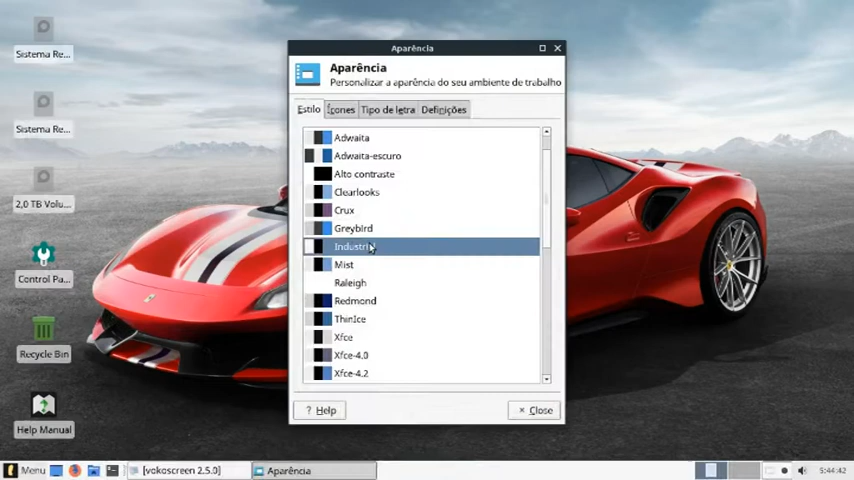 Sistema Re...
Sistema Re...
2,0 TB Volu...
Control Pa...
Recycle Bin
Help Manual
Aparência
Aparência
Personalizar a aparência do seu ambiente de trabalho
Estilo Ícones Tipo de letra Definições
Adwaita
Adwaita-escuro
Alto contraste
Clearlooks
Crux
Greybird
Industrial
Mist
Raleigh
Redmond
ThinIce
Xfce
Xfce-4.0
Xfce-4.2
? Help
× Close
Menu [vokoscreen 2.5.0] Aparência 5:44:42